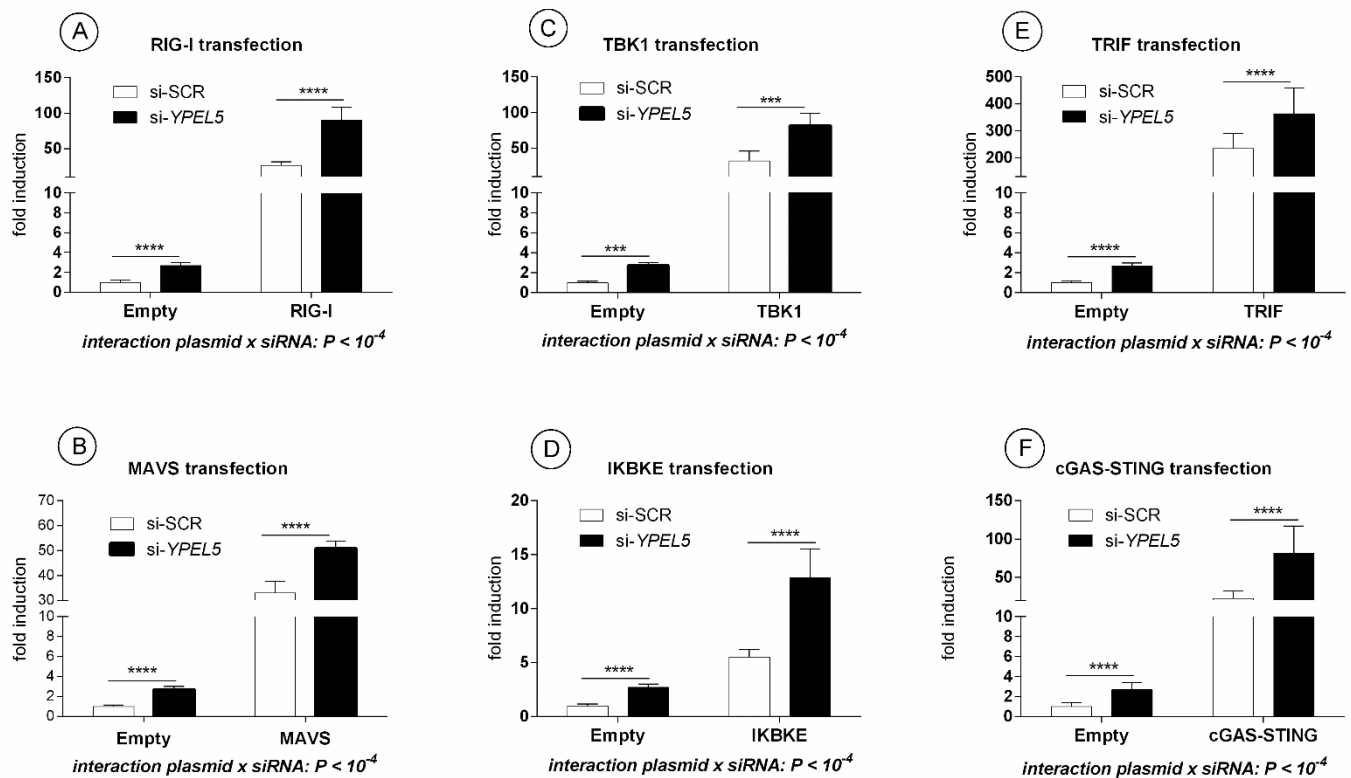 A
RIG-I transfection
si-SCR
si-YPEL5
fold induction
150
100
50
10
8
6
4
2
0
****
****
Empty
RIG-I
interaction plasmid x siRNA: P < 10⁻⁴
C
TBK1 transfection
si-SCR
si-YPEL5
fold induction
150
100
50
10
8
6
4
2
0
***
***
Empty
TBK1
interaction plasmid x siRNA: P < 10⁻⁴
E
TRIF transfection
si-SCR
si-YPEL5
fold induction
500
400
300
200
10
8
6
4
2
0
****
****
Empty
TRIF
interaction plasmid x siRNA: P < 10⁻⁴
B
MAVS transfection
si-SCR
si-YPEL5
fold induction
70
60
50
40
30
10
8
6
4
2
0
****
****
Empty
MAVS
interaction plasmid x siRNA: P < 10⁻⁴
D
IKBKE transfection
si-SCR
si-YPEL5
fold induction
20
15
10
5
0
****
****
Empty
IKBKE
interaction plasmid x siRNA: P < 10⁻⁴
F
cGAS-STING transfection
si-SCR
si-YPEL5
fold induction
150
100
50
10
8
6
4
2
0
****
****
Empty
cGAS-STING
interaction plasmid x siRNA: P < 10⁻⁴